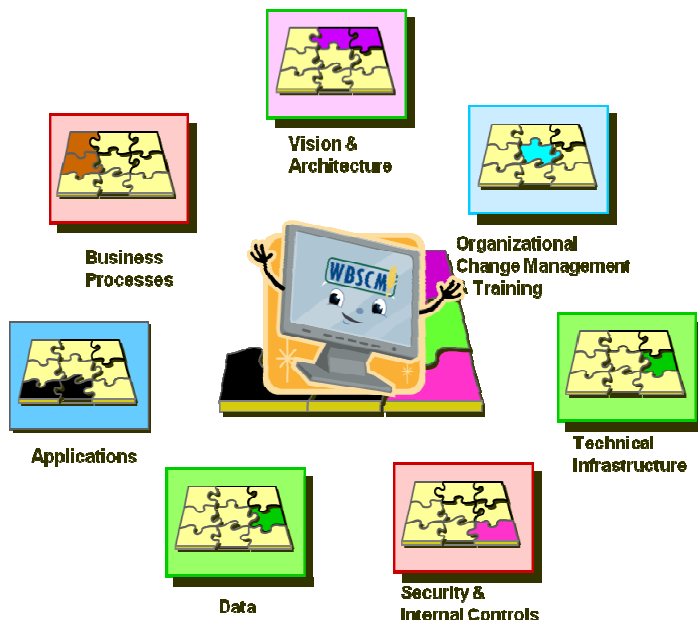 Vision &
Architecture
Business
Processes
Organizational
Change Management
& Training
WBSCM
Applications
Technical
Infrastructure
Data
Security &
Internal Controls